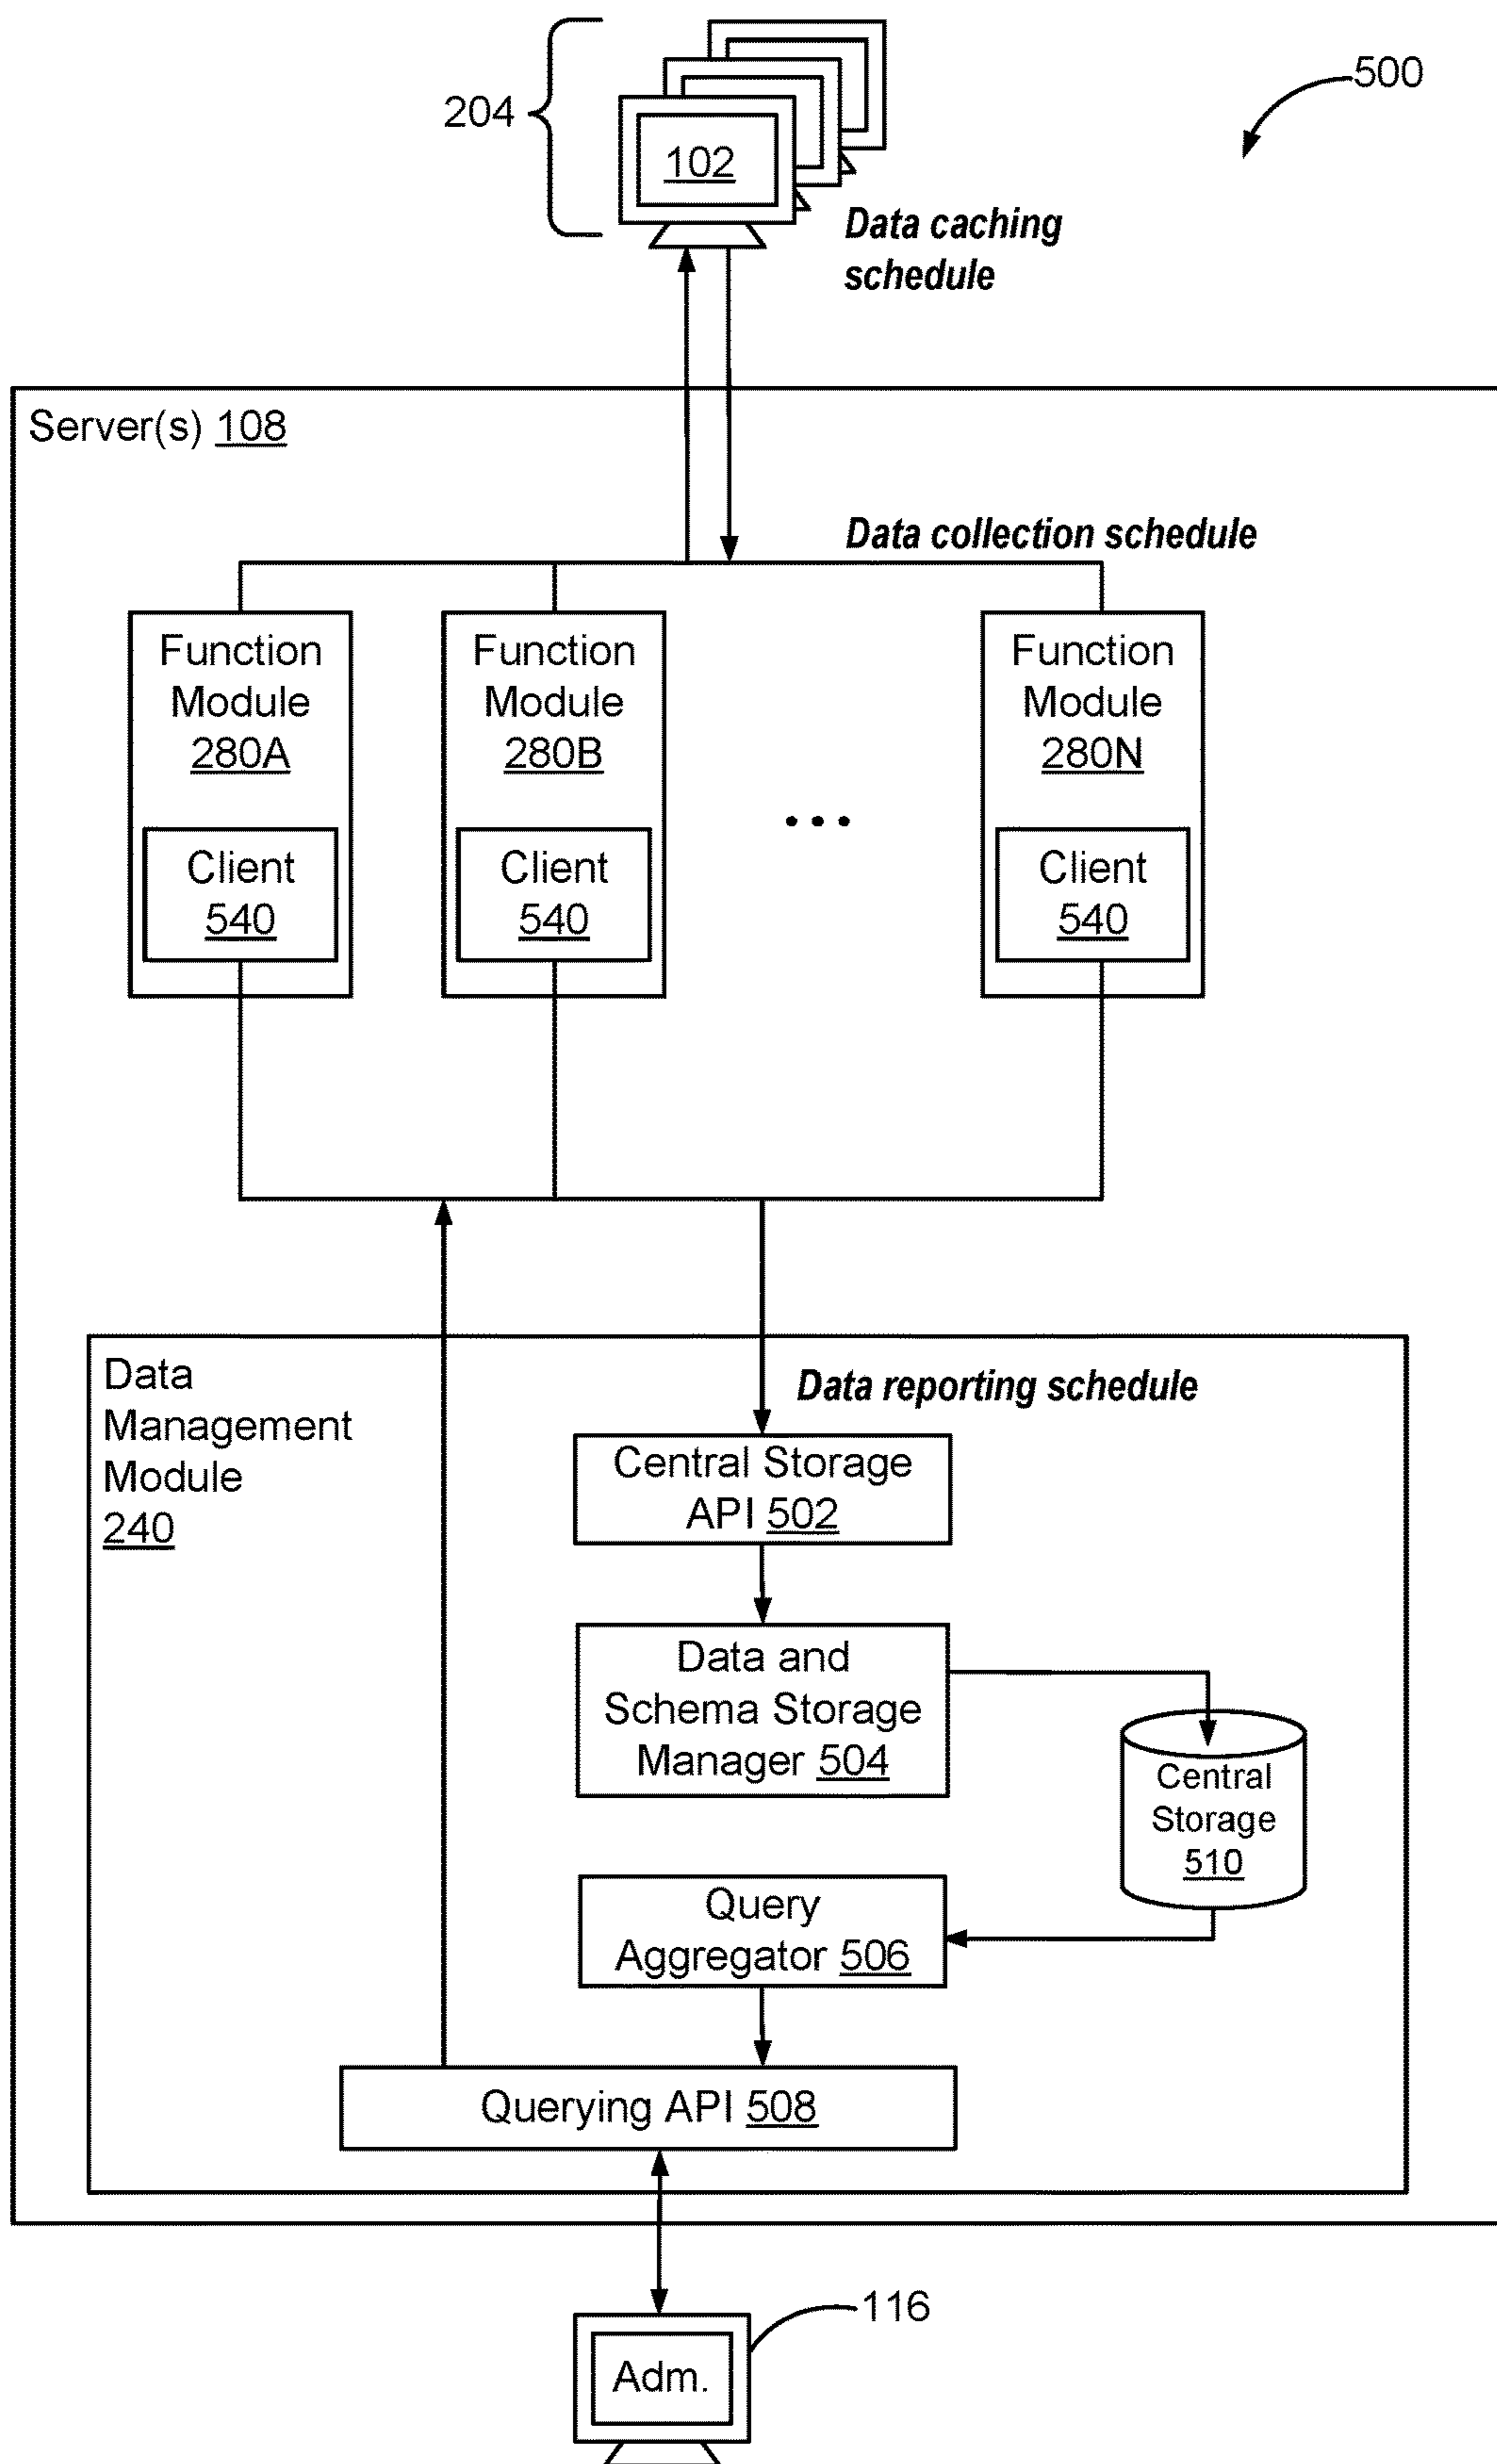 500
204
102
Data caching
schedule
Server(s) 108
Data collection schedule
Function
Module
280A
Client
540
Function
Module
280B
Client
540
...
Function
Module
280N
Client
540
Data
Management
Module
240
Data reporting schedule
Central Storage
API 502
Data and
Schema Storage
Manager 504
Central
Storage
510
Query
Aggregator 506
Querying API 508
116
Adm.